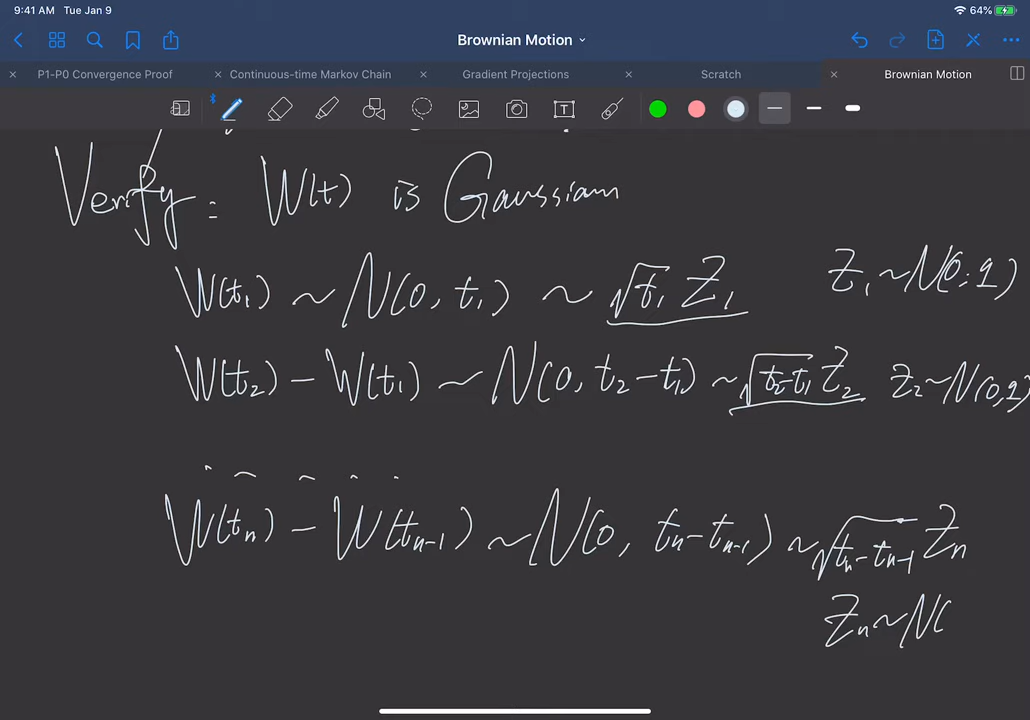 9:41 AM Tue Jan 9
64%
Brownian Motion
P1-P0 Convergence Proof
Continuous-time Markov Chain
Gradient Projections
Scratch
Brownian Motion
Verify: W(t) is Gaussian
W(t₁) ~ N(0, t₁) ~ √t₁ Z₁ Z₁ ~ N(0,1)
W(t₂) - W(t₁) ~ N(0, t₂-t₁) ~ √t₂-t₁ Z₂ Z₂ ~ N(0,1)
W(tₙ) - W(tₙ₋₁) ~ N(0, tₙ-tₙ₋₁) ~ √tₙ-tₙ₋₁ Zₙ
Zₙ ~ N(